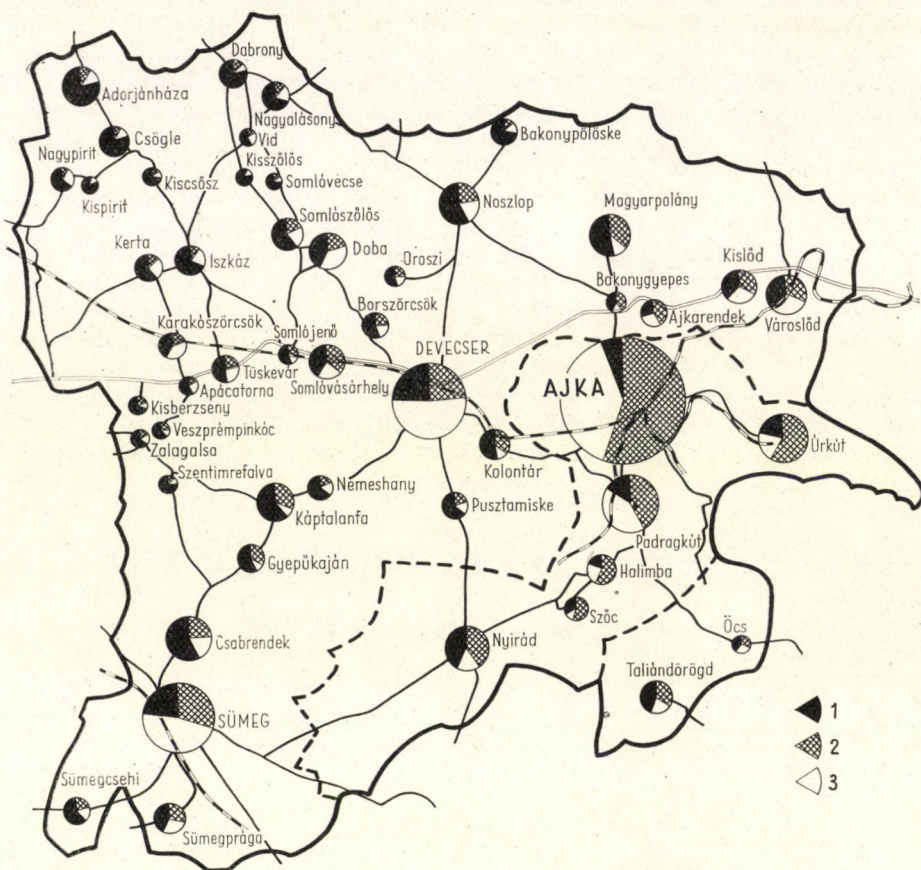 Dabrony
Adorjánháza
Nagyalásony
Csögle
Vid
Bakonypölöske
Nagypirit
Kisszőlős
Kiscsősz
Somlóvecse
Kispirit
Noszlop
Magyarpolány
Somlószőlős
Kerta
Iszkáz
Doba
Oroszi
Kislőd
Bakonygyepes
Borszörcsök
Ajkarendek
Városlőd
Karakószörcsök
Somlójenő
DEVECSER
Tüskevár
Somlóvásárhely
AJKA
Apácatorna
Kisberzseny
Veszprémpinkóc
Zalagalsa
Kolontár
Úrkút
Szentimrefalva
Nemeshany
Káptalanfa
Pusztamiske
Padragkút
Gyepükaján
Halimba
Szőc
Csabrendek
Nyirád
Öcs
Taliándörögd
SÜMEG
1
2
3
Sümegcsehi
Sümegprága